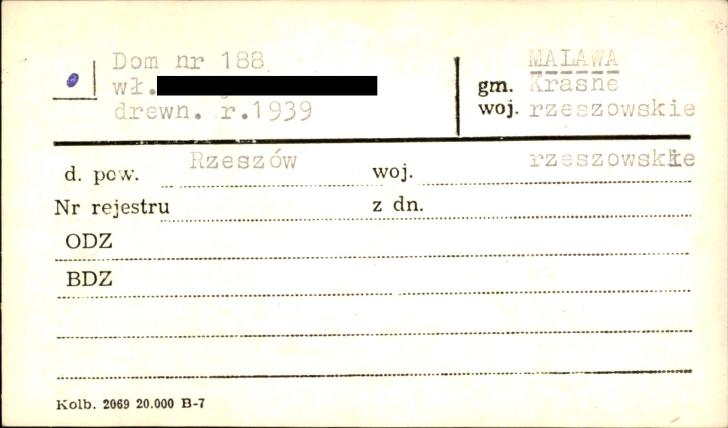 Dom nr 188
wł.
drewn. r.1939
MALAWA
gm. Krasne
woj. rzeszowskie
d. pow. Rzeszów woj. rzeszowskie
Nr rejestru z dn.
ODZ
BDZ
Kolb. 2069 20.000 B-7